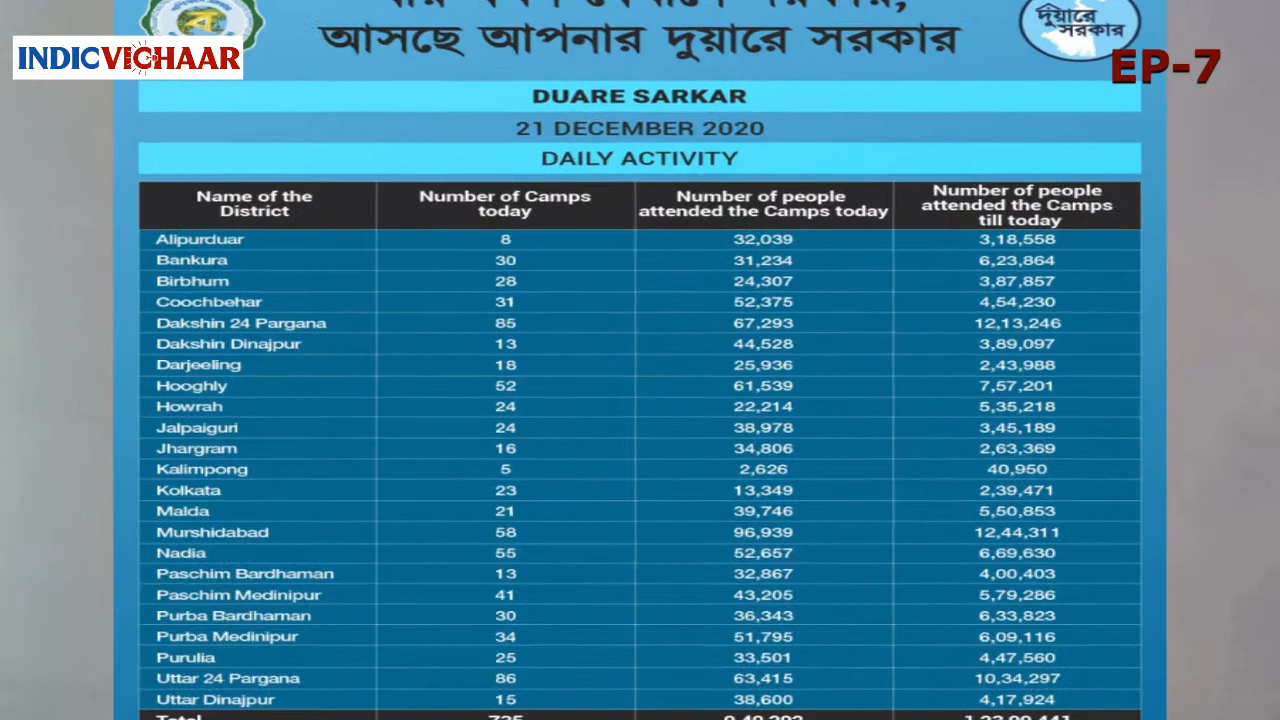 আসছে আপনার দুয়ারে সরকার
দুয়ারে
সরকার
INDICVICHAAR
EP-7
DUARE SARKAR
21 DECEMBER 2020
DAILY ACTIVITY
Name of the District Number of Camps today Number of people attended the Camps today Number of people attended the Camps till today
Alipurduar 8 32,039 3,18,558
Bankura 30 31,234 6,23,864
Birbhum 28 24,307 3,87,857
Coochbehar 31 52,375 4,54,230
Dakshin 24 Pargana 85 67,293 12,13,246
Dakshin Dinajpur 13 44,528 3,89,097
Darjeeling 18 25,936 2,43,988
Hooghly 52 61,539 7,57,201
Howrah 24 22,214 5,35,218
Jalpaiguri 24 38,978 3,45,189
Jhargram 16 34,806 2,63,369
Kalimpong 5 2,626 40,950
Kolkata 23 13,349 2,39,471
Malda 21 39,746 5,50,853
Murshidabad 58 96,939 12,44,311
Nadia 55 52,657 6,69,630
Paschim Bardhaman 13 32,867 4,00,403
Paschim Medinipur 41 43,205 5,79,286
Purba Bardhaman 30 36,343 6,33,823
Purba Medinipur 34 51,795 6,09,116
Purulia 25 33,501 4,47,560
Uttar 24 Pargana 86 63,415 10,34,297
Uttar Dinajpur 15 38,600 4,17,924
Total